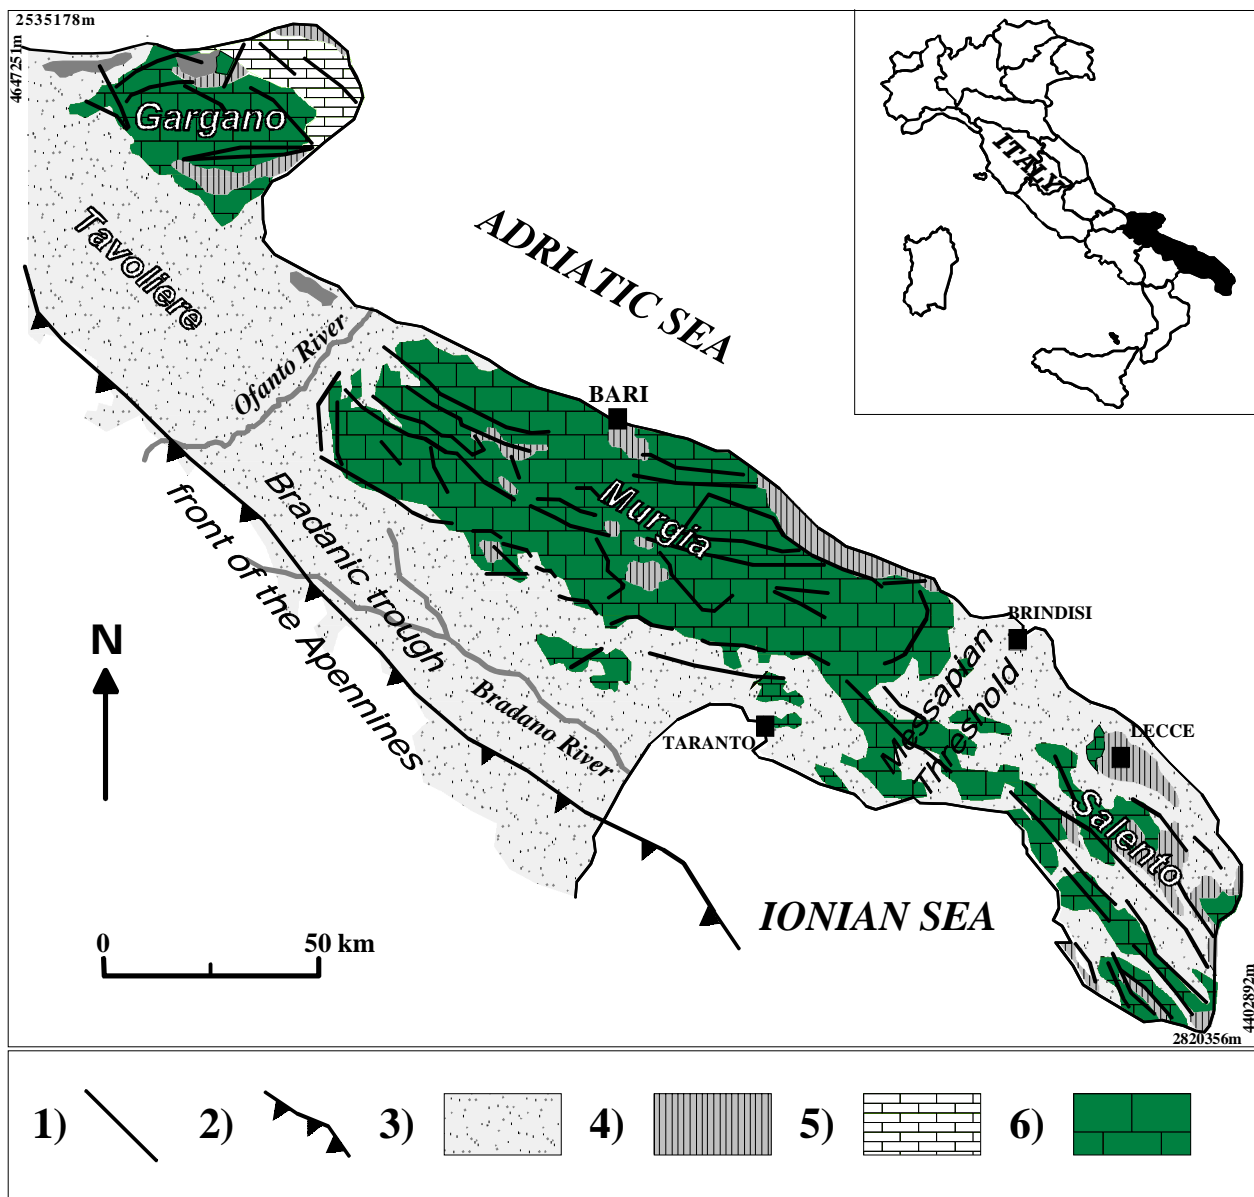 2535178m
4647251m
Gargano
Tavoliere
ADRIATIC SEA
ITALY
Ofanto River
BARI
Murgia
Bradanic trough
front of the Apennines
Bradano River
N
BRINDISI
Messapian
Threshold
TARANTO
LECCE
Salento
IONIAN SEA
0 50 km
4402892m
2820356m
1) 2) 3) 4) 5) 6)